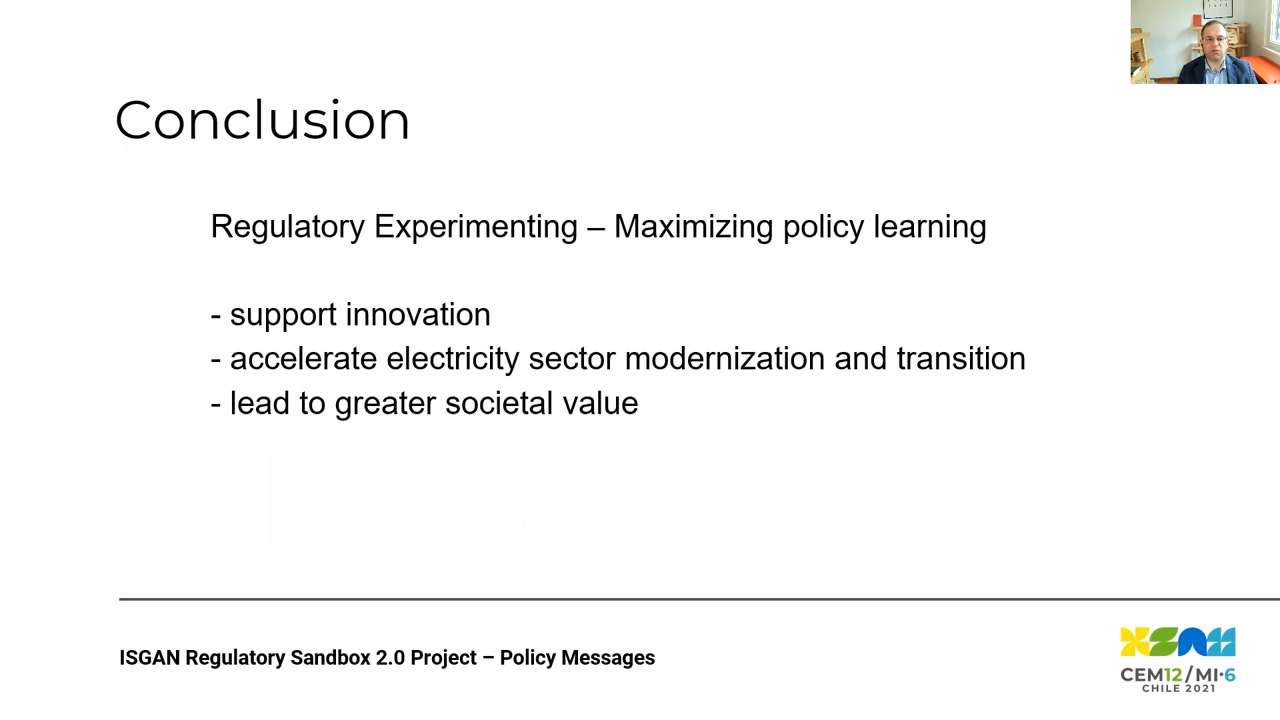 Conclusion
Regulatory Experimenting – Maximizing policy learning
- support innovation
- accelerate electricity sector modernization and transition
- lead to greater societal value
ISGAN Regulatory Sandbox 2.0 Project – Policy Messages
CEM12/MI·6
CHILE 2021